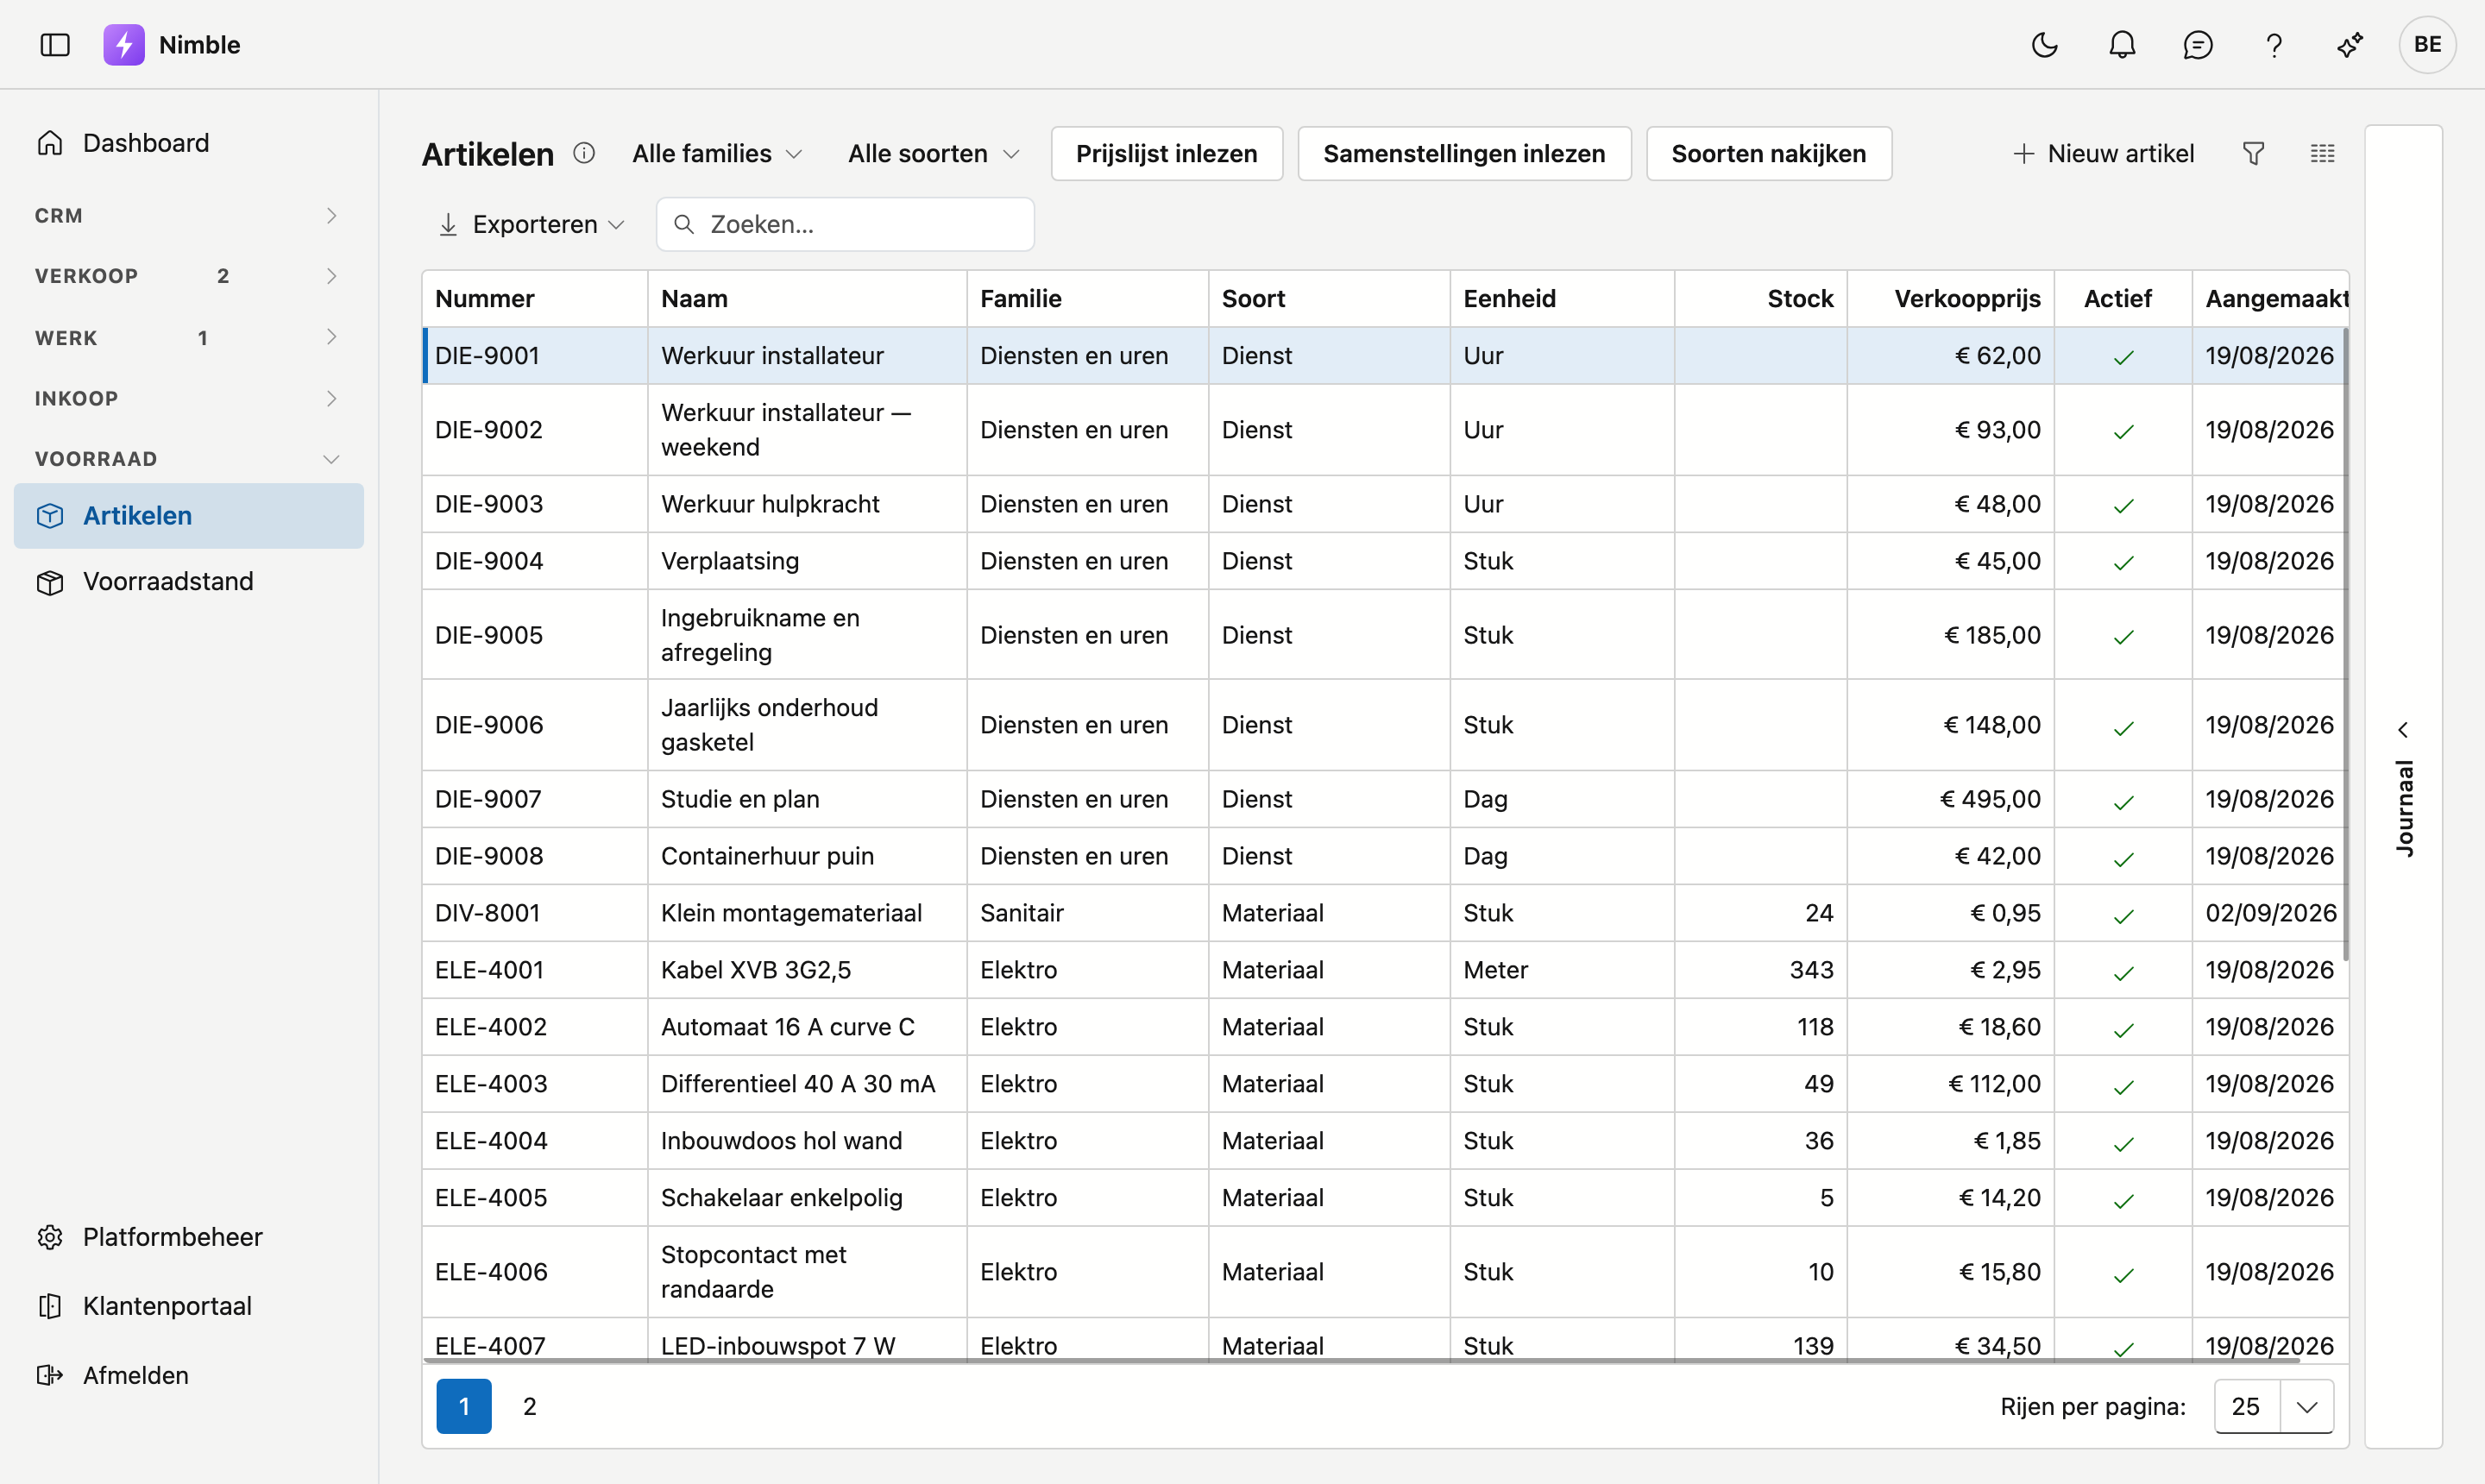 Nimble
BE
Dashboard
CRM
VERKOOP 2
WERK 1
INKOOP
VOORRAAD
Artikelen
Voorraadstand
Platformbeheer
Klantenportaal
Afmelden
Artikelen Alle families Alle soorten Prijslijst inlezen Samenstellingen inlezen Soorten nakijken Nieuw artikel
Exporteren Zoeken...
Nummer Naam Familie Soort Eenheid Stock Verkoopprijs Actief Aangemaakt
DIE-9001 Werkuur installateur Diensten en uren Dienst Uur € 62,00 19/08/2026
DIE-9002 Werkuur installateur — weekend Diensten en uren Dienst Uur € 93,00 19/08/2026
DIE-9003 Werkuur hulpkracht Diensten en uren Dienst Uur € 48,00 19/08/2026
DIE-9004 Verplaatsing Diensten en uren Dienst Stuk € 45,00 19/08/2026
DIE-9005 Ingebruikname en afregeling Diensten en uren Dienst Stuk € 185,00 19/08/2026
DIE-9006 Jaarlijks onderhoud gasketel Diensten en uren Dienst Stuk € 148,00 19/08/2026
DIE-9007 Studie en plan Diensten en uren Dienst Dag € 495,00 19/08/2026
DIE-9008 Containerhuur puin Diensten en uren Dienst Dag € 42,00 19/08/2026
DIV-8001 Klein montagemateriaal Sanitair Materiaal Stuk 24 € 0,95 02/09/2026
ELE-4001 Kabel XVB 3G2,5 Elektro Materiaal Meter 343 € 2,95 19/08/2026
ELE-4002 Automaat 16 A curve C Elektro Materiaal Stuk 118 € 18,60 19/08/2026
ELE-4003 Differentieel 40 A 30 mA Elektro Materiaal Stuk 49 € 112,00 19/08/2026
ELE-4004 Inbouwdoos hol wand Elektro Materiaal Stuk 36 € 1,85 19/08/2026
ELE-4005 Schakelaar enkelpolig Elektro Materiaal Stuk 5 € 14,20 19/08/2026
ELE-4006 Stopcontact met randaarde Elektro Materiaal Stuk 10 € 15,80 19/08/2026
ELE-4007 LED-inbouwspot 7 W Elektro Materiaal Stuk 139 € 34,50 19/08/2026
1 2 Rijen per pagina: 25
Journaal